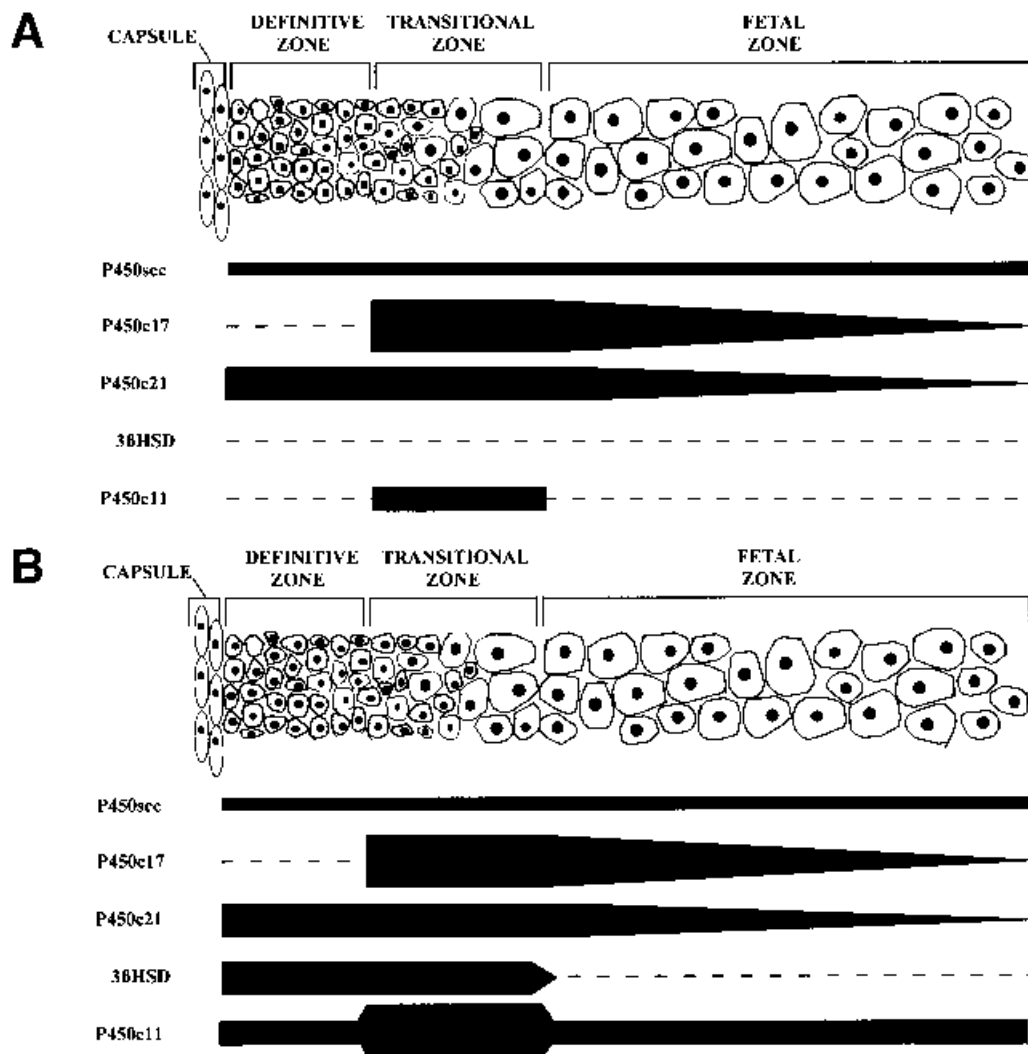 A
CAPSULE
DEFINITIVE
ZONE
TRANSITIONAL
ZONE
FETAL
ZONE
P450scc
P450c17
P450c21
3βHSD
P450c11
B
CAPSULE
DEFINITIVE
ZONE
TRANSITIONAL
ZONE
FETAL
ZONE
P450scc
P450c17
P450c21
3βHSD
P450c11